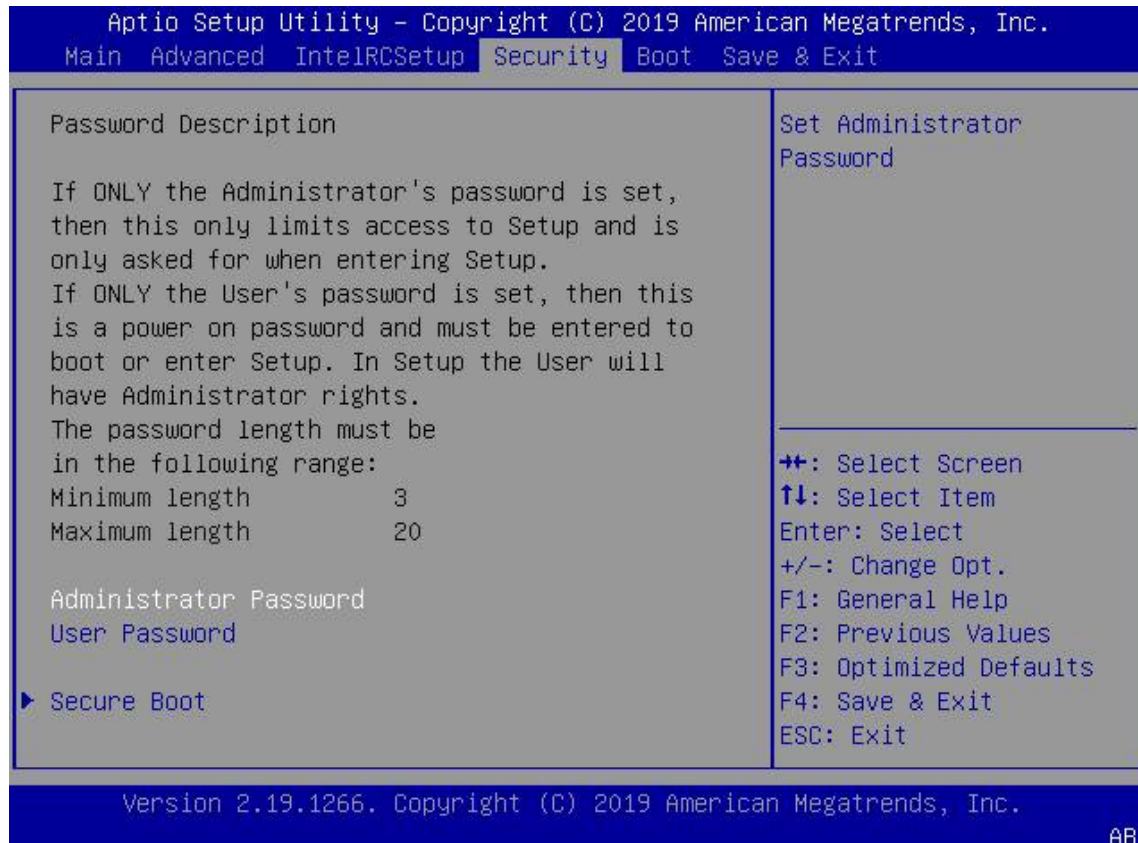 Aptio Setup Utility – Copyright (C) 2019 American Megatrends, Inc.
Main Advanced IntelRCSetup Security Boot Save & Exit
Password Description
If ONLY the Administrator's password is set,
then this only limits access to Setup and is
only asked for when entering Setup.
If ONLY the User's password is set, then this
is a power on password and must be entered to
boot or enter Setup. In Setup the User will
have Administrator rights.
The password length must be
in the following range:
Minimum length 3
Maximum length 20
Administrator Password
User Password
Secure Boot
Set Administrator
Password
→←: Select Screen
↑↓: Select Item
Enter: Select
+/-: Change Opt.
F1: General Help
F2: Previous Values
F3: Optimized Defaults
F4: Save & Exit
ESC: Exit
Version 2.19.1266. Copyright (C) 2019 American Megatrends, Inc.
AB